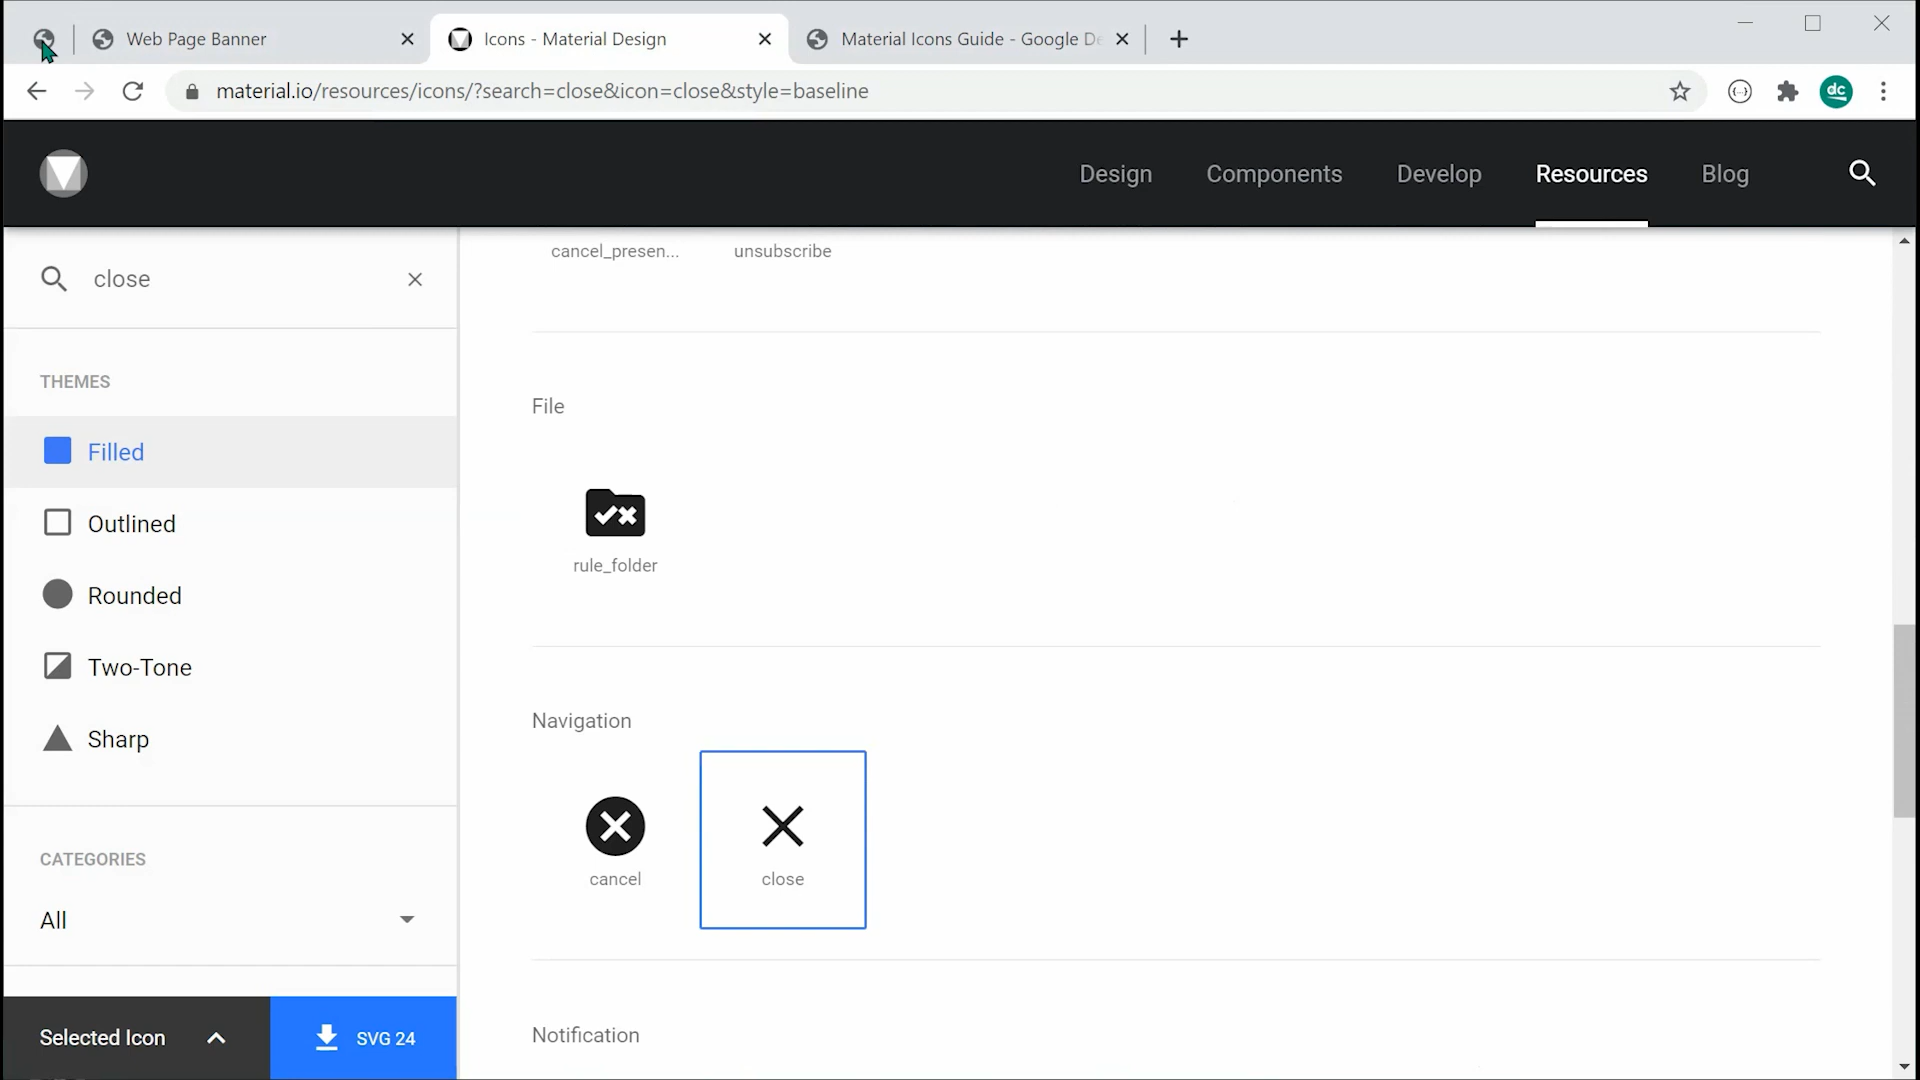 Web Page Banner
Icons - Material Design
Material Icons Guide - Google De
material.io/resources/icons/?search=close&icon=close&style=baseline
dc
Design
Components
Develop
Resources
Blog
close
cancel_presen...
unsubscribe
THEMES
Filled
Outlined
Rounded
Two-Tone
Sharp
CATEGORIES
All
Selected Icon
SVG 24
File
rule_folder
Navigation
cancel
close
Notification